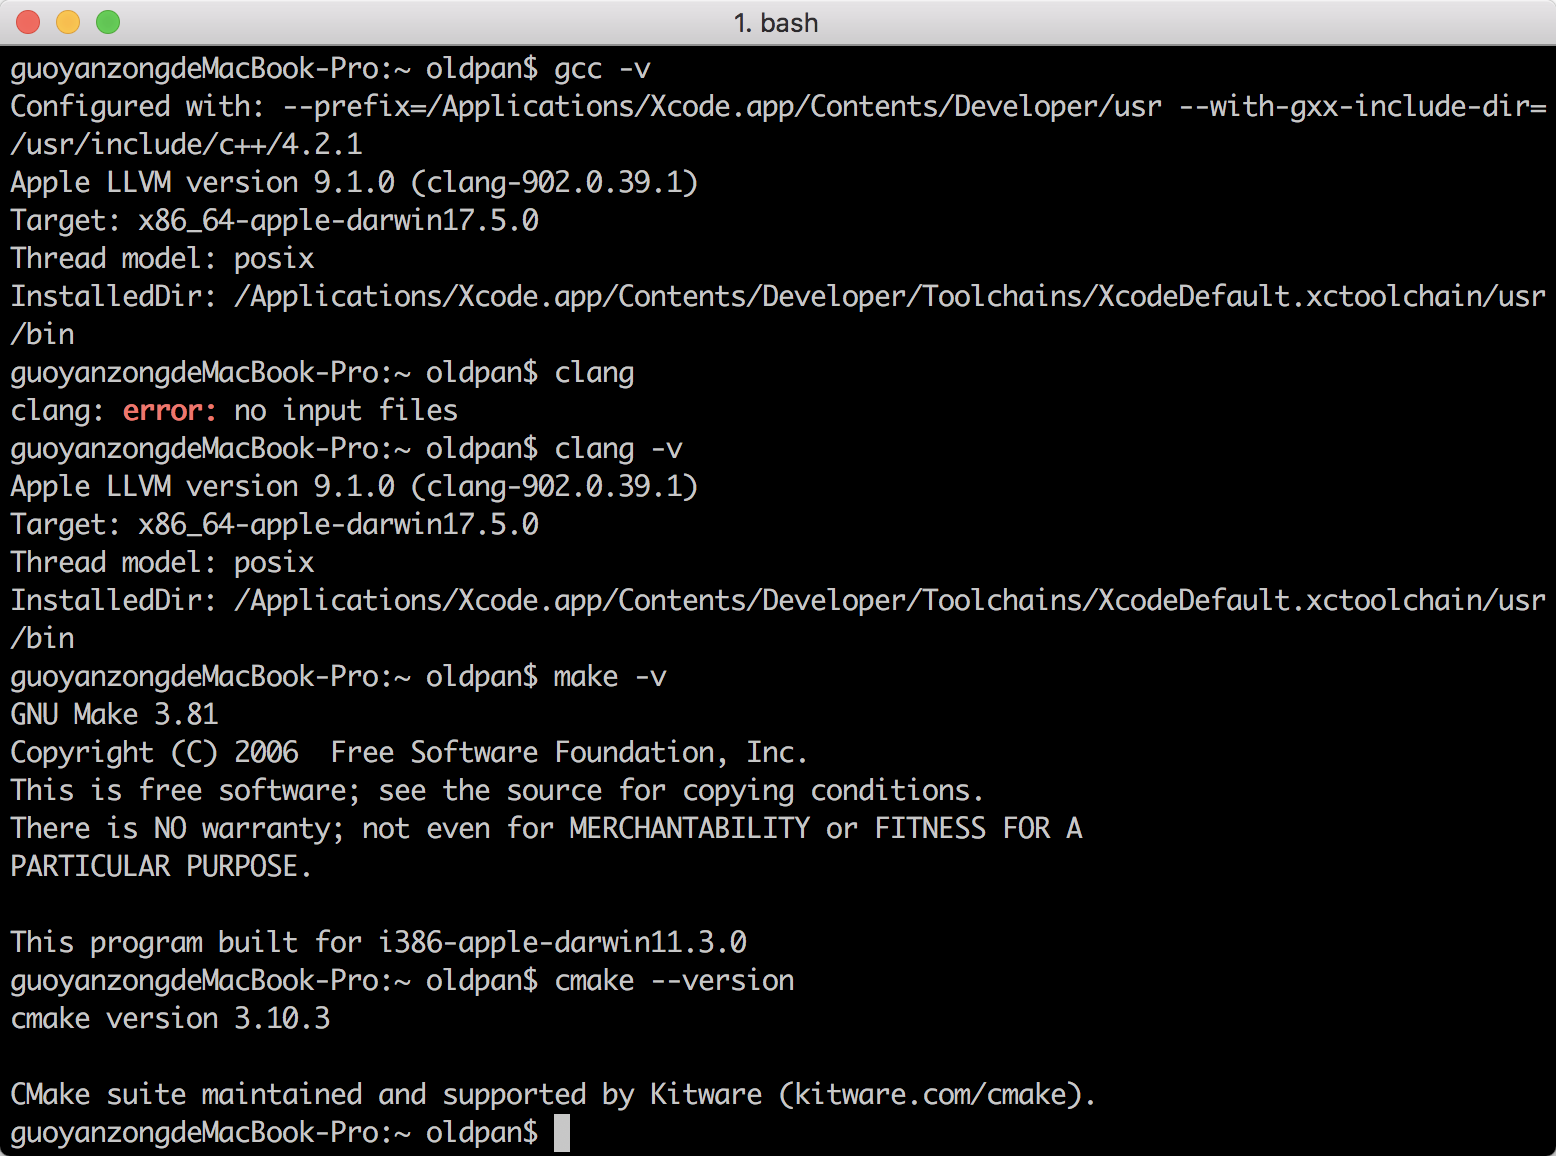 1. bash
guoyanzongdeMacBook-Pro:~ oldpan$ gcc -v
Configured with: --prefix=/Applications/Xcode.app/Contents/Developer/usr --with-gxx-include-dir=
/usr/include/c++/4.2.1
Apple LLVM version 9.1.0 (clang-902.0.39.1)
Target: x86_64-apple-darwin17.5.0
Thread model: posix
InstalledDir: /Applications/Xcode.app/Contents/Developer/Toolchains/XcodeDefault.xctoolchain/usr
/bin
guoyanzongdeMacBook-Pro:~ oldpan$ clang
clang: error: no input files
guoyanzongdeMacBook-Pro:~ oldpan$ clang -v
Apple LLVM version 9.1.0 (clang-902.0.39.1)
Target: x86_64-apple-darwin17.5.0
Thread model: posix
InstalledDir: /Applications/Xcode.app/Contents/Developer/Toolchains/XcodeDefault.xctoolchain/usr
/bin
guoyanzongdeMacBook-Pro:~ oldpan$ make -v
GNU Make 3.81
Copyright (C) 2006  Free Software Foundation, Inc.
This is free software; see the source for copying conditions.
There is NO warranty; not even for MERCHANTABILITY or FITNESS FOR A
PARTICULAR PURPOSE.

This program built for i386-apple-darwin11.3.0
guoyanzongdeMacBook-Pro:~ oldpan$ cmake --version
cmake version 3.10.3

CMake suite maintained and supported by Kitware (kitware.com/cmake).
guoyanzongdeMacBook-Pro:~ oldpan$